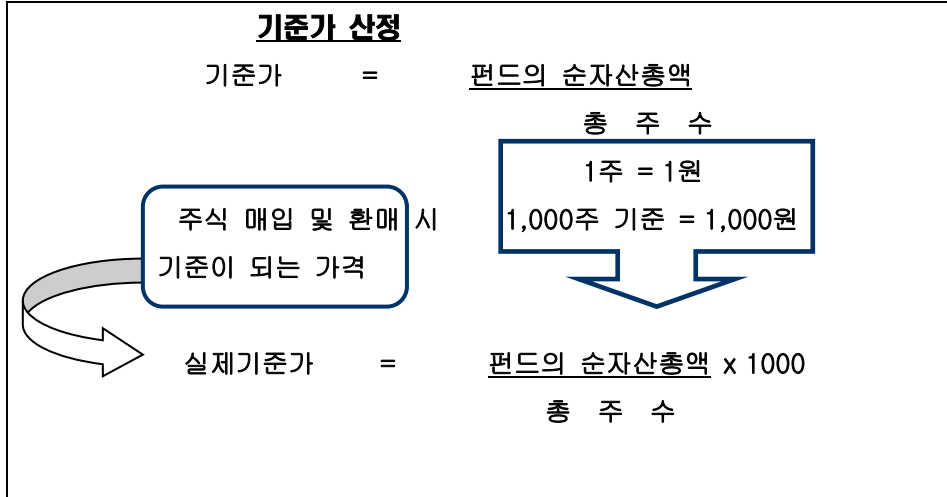 기준가 산정
기준가 = 펀드의 순자산총액
총 주 수
1주 = 1원
1,000주 기준 = 1,000원
주식 매입 및 환매 시
기준이 되는 가격
실제기준가 = 펀드의 순자산총액 x 1000
총 주 수